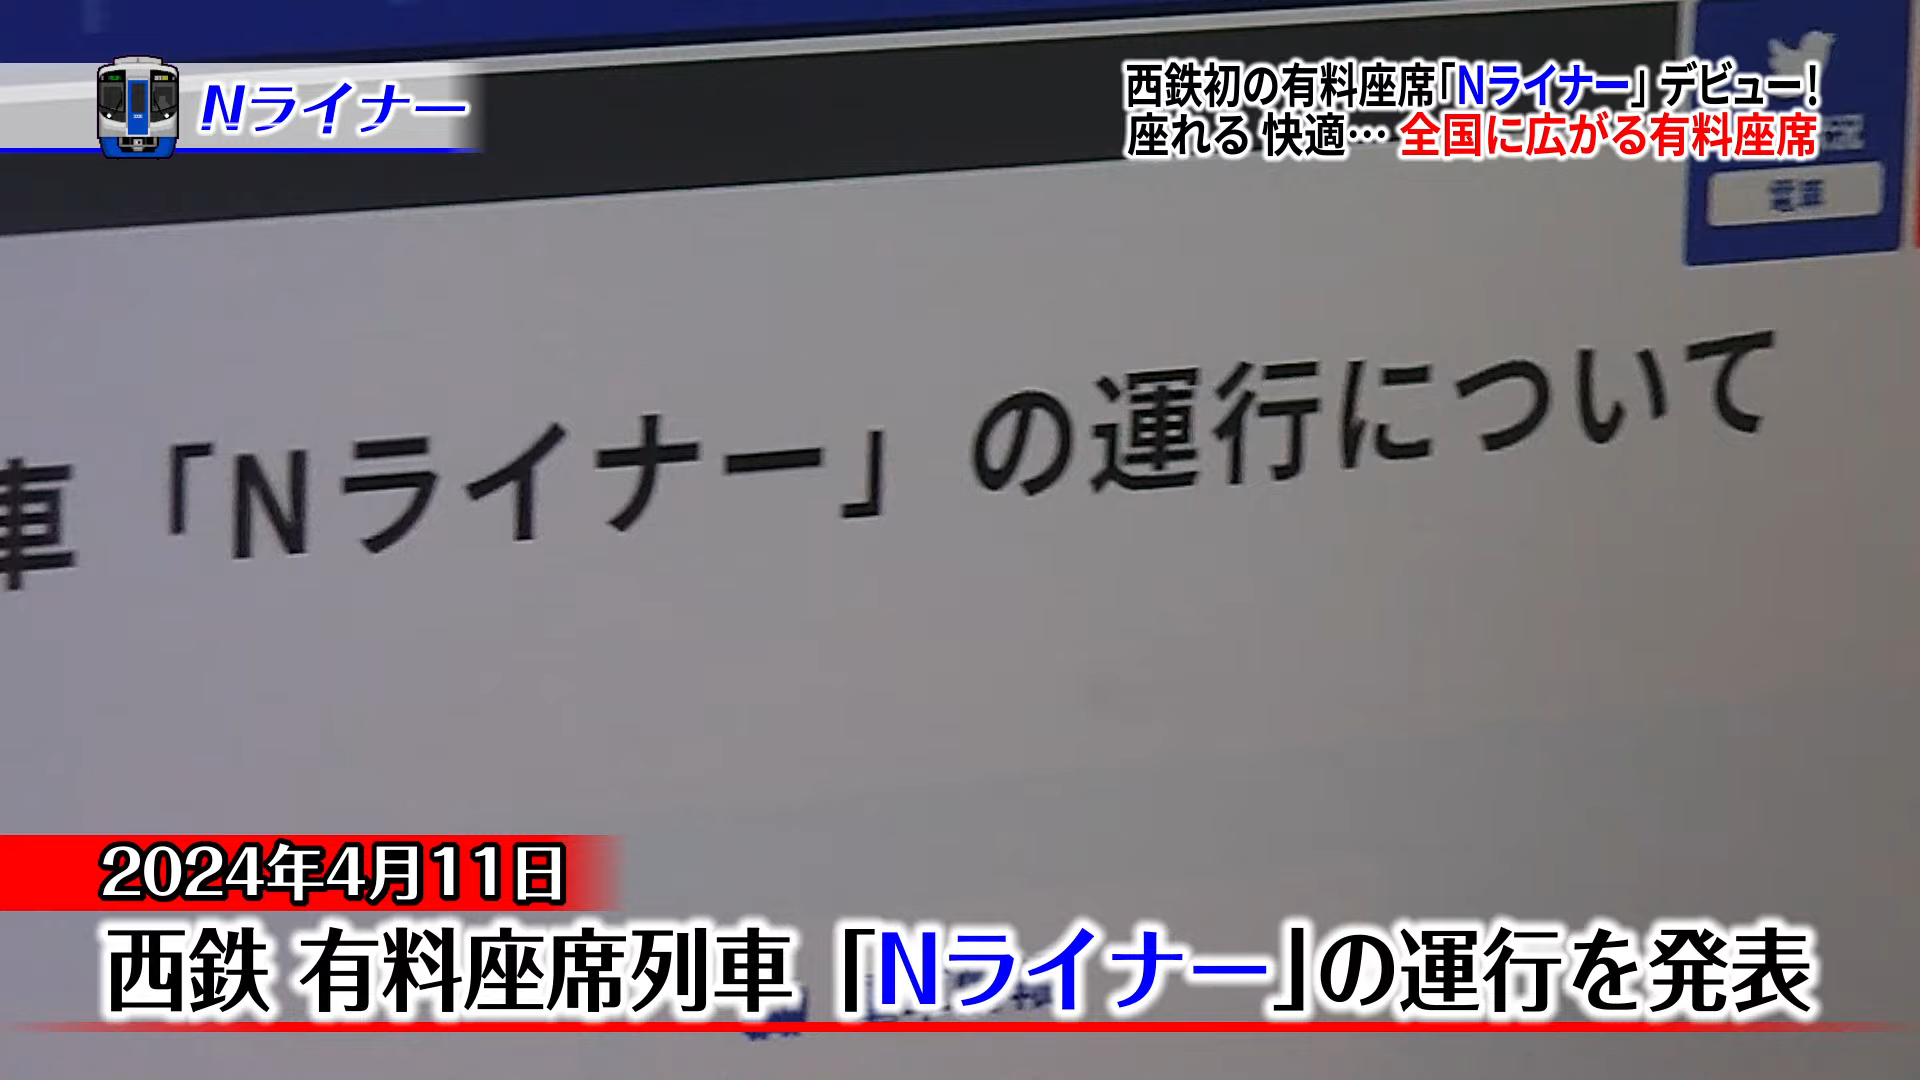 Nライナー
西鉄初の有料座席「Nライナー」デビュー!
座れる 快適… 全国に広がる有料座席
電車
車「Nライナー」の運行について
2024年4月11日
西鉄 有料座席列車「Nライナー」の運行を発表